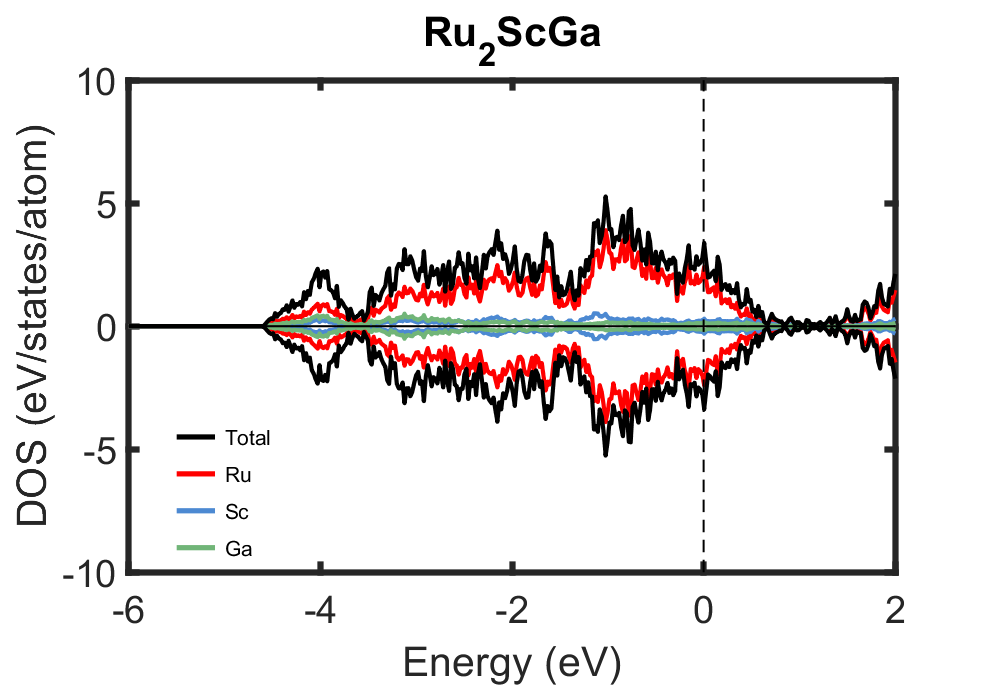 Ru2ScGa
10
5
0
-5
-10
DOS (eV/states/atom)
Total
Ru
Sc
Ga
-6 -4 -2 0 2
Energy (eV)